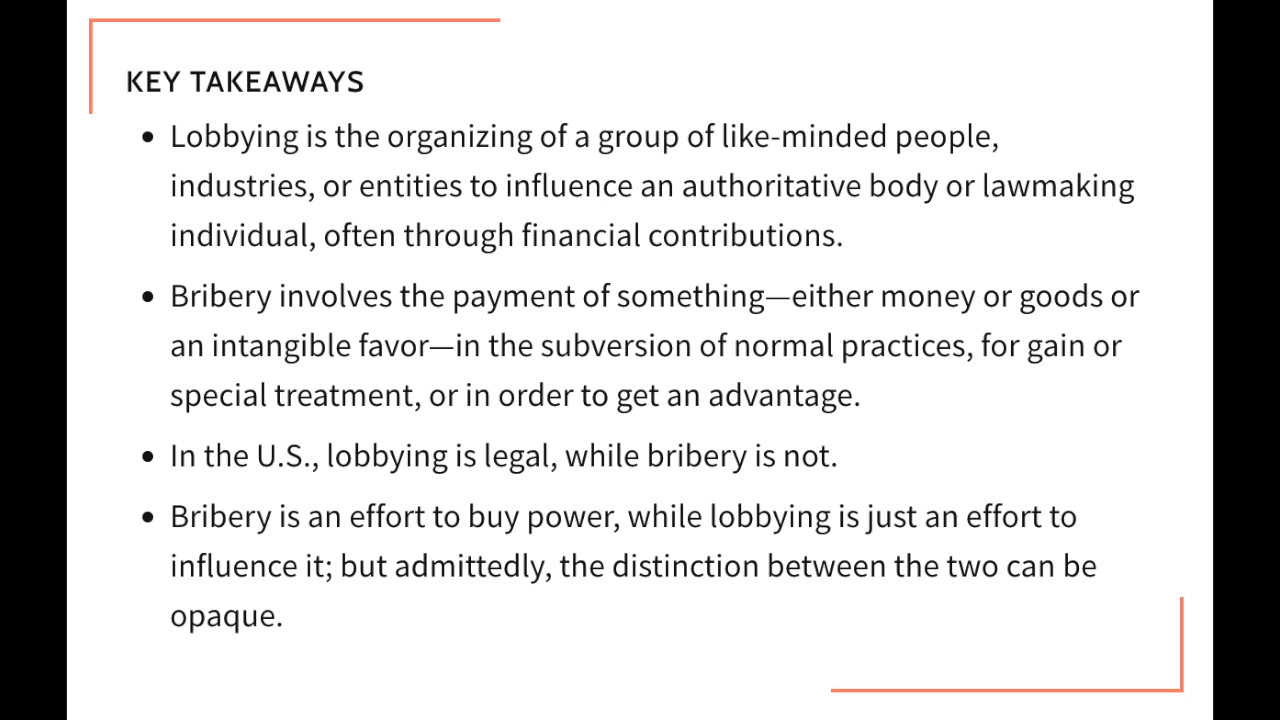 KEY TAKEAWAYS
• Lobbying is the organizing of a group of like-minded people,
industries, or entities to influence an authoritative body or lawmaking
individual, often through financial contributions.
• Bribery involves the payment of something—either money or goods or
an intangible favor—in the subversion of normal practices, for gain or
special treatment, or in order to get an advantage.
• In the U.S., lobbying is legal, while bribery is not.
• Bribery is an effort to buy power, while lobbying is just an effort to
influence it; but admittedly, the distinction between the two can be
opaque.